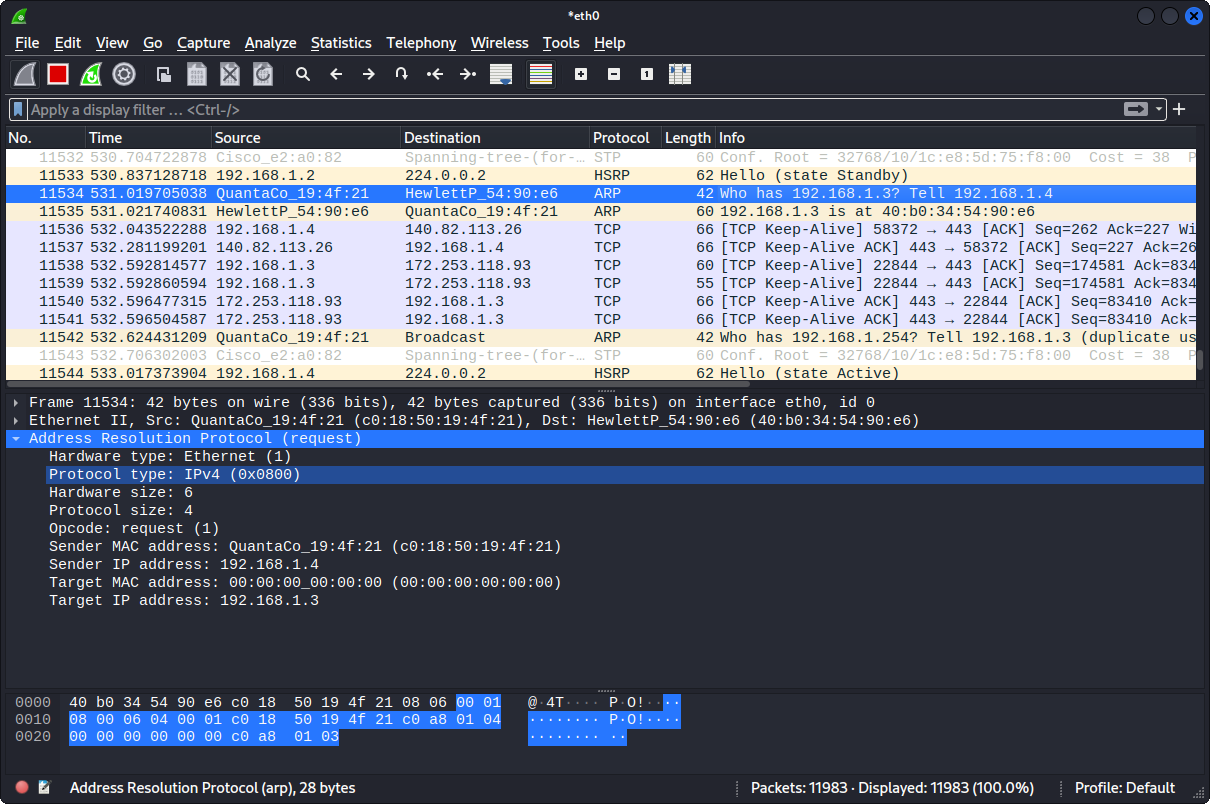 *eth0
File Edit View Go Capture Analyze Statistics Telephony Wireless Tools Help
Apply a display filter … <Ctrl-/>
No. Time Source Destination Protocol Length Info
11532 530.704722878 Cisco_e2:a0:82 Spanning-tree-(for-… STP 60 Conf. Root = 32768/10/1c:e8:5d:75:f8:00 Cost = 38 P
11533 530.837128718 192.168.1.2 224.0.0.2 HSRP 62 Hello (state Standby)
11534 531.019705038 QuantaCo_19:4f:21 HewlettP_54:90:e6 ARP 42 Who has 192.168.1.3? Tell 192.168.1.4
11535 531.021740831 HewlettP_54:90:e6 QuantaCo_19:4f:21 ARP 60 192.168.1.3 is at 40:b0:34:54:90:e6
11536 532.043522288 192.168.1.4 140.82.113.26 TCP 66 [TCP Keep-Alive] 58372 → 443 [ACK] Seq=262 Ack=227 Wi
11537 532.281199201 140.82.113.26 192.168.1.4 TCP 66 [TCP Keep-Alive ACK] 443 → 58372 [ACK] Seq=227 Ack=26
11538 532.592814577 192.168.1.3 172.253.118.93 TCP 60 [TCP Keep-Alive] 22844 → 443 [ACK] Seq=174581 Ack=834
11539 532.592860594 192.168.1.3 172.253.118.93 TCP 55 [TCP Keep-Alive] 22844 → 443 [ACK] Seq=174581 Ack=834
11540 532.596477315 172.253.118.93 192.168.1.3 TCP 66 [TCP Keep-Alive ACK] 443 → 22844 [ACK] Seq=83410 Ack=
11541 532.596504587 172.253.118.93 192.168.1.3 TCP 66 [TCP Keep-Alive ACK] 443 → 22844 [ACK] Seq=83410 Ack=
11542 532.624431209 QuantaCo_19:4f:21 Broadcast ARP 42 Who has 192.168.1.254? Tell 192.168.1.3 (duplicate us
11543 532.706302003 Cisco_e2:a0:82 Spanning-tree-(for-… STP 60 Conf. Root = 32768/10/1c:e8:5d:75:f8:00 Cost = 38 P
11544 533.017373904 192.168.1.4 224.0.0.2 HSRP 62 Hello (state Active)
Frame 11534: 42 bytes on wire (336 bits), 42 bytes captured (336 bits) on interface eth0, id 0
Ethernet II, Src: QuantaCo_19:4f:21 (c0:18:50:19:4f:21), Dst: HewlettP_54:90:e6 (40:b0:34:54:90:e6)
Address Resolution Protocol (request)
Hardware type: Ethernet (1)
Protocol type: IPv4 (0x0800)
Hardware size: 6
Protocol size: 4
Opcode: request (1)
Sender MAC address: QuantaCo_19:4f:21 (c0:18:50:19:4f:21)
Sender IP address: 192.168.1.4
Target MAC address: 00:00:00_00:00:00 (00:00:00:00:00:00)
Target IP address: 192.168.1.3
0000 40 b0 34 54 90 e6 c0 18 50 19 4f 21 08 06 00 01 @·4T···· P·O!····
0010 08 00 06 04 00 01 c0 18 50 19 4f 21 c0 a8 01 04 ········ P·O!····
0020 00 00 00 00 00 00 c0 a8 01 03 ········ ··
Address Resolution Protocol (arp), 28 bytes
Packets: 11983 · Displayed: 11983 (100.0%)
Profile: Default